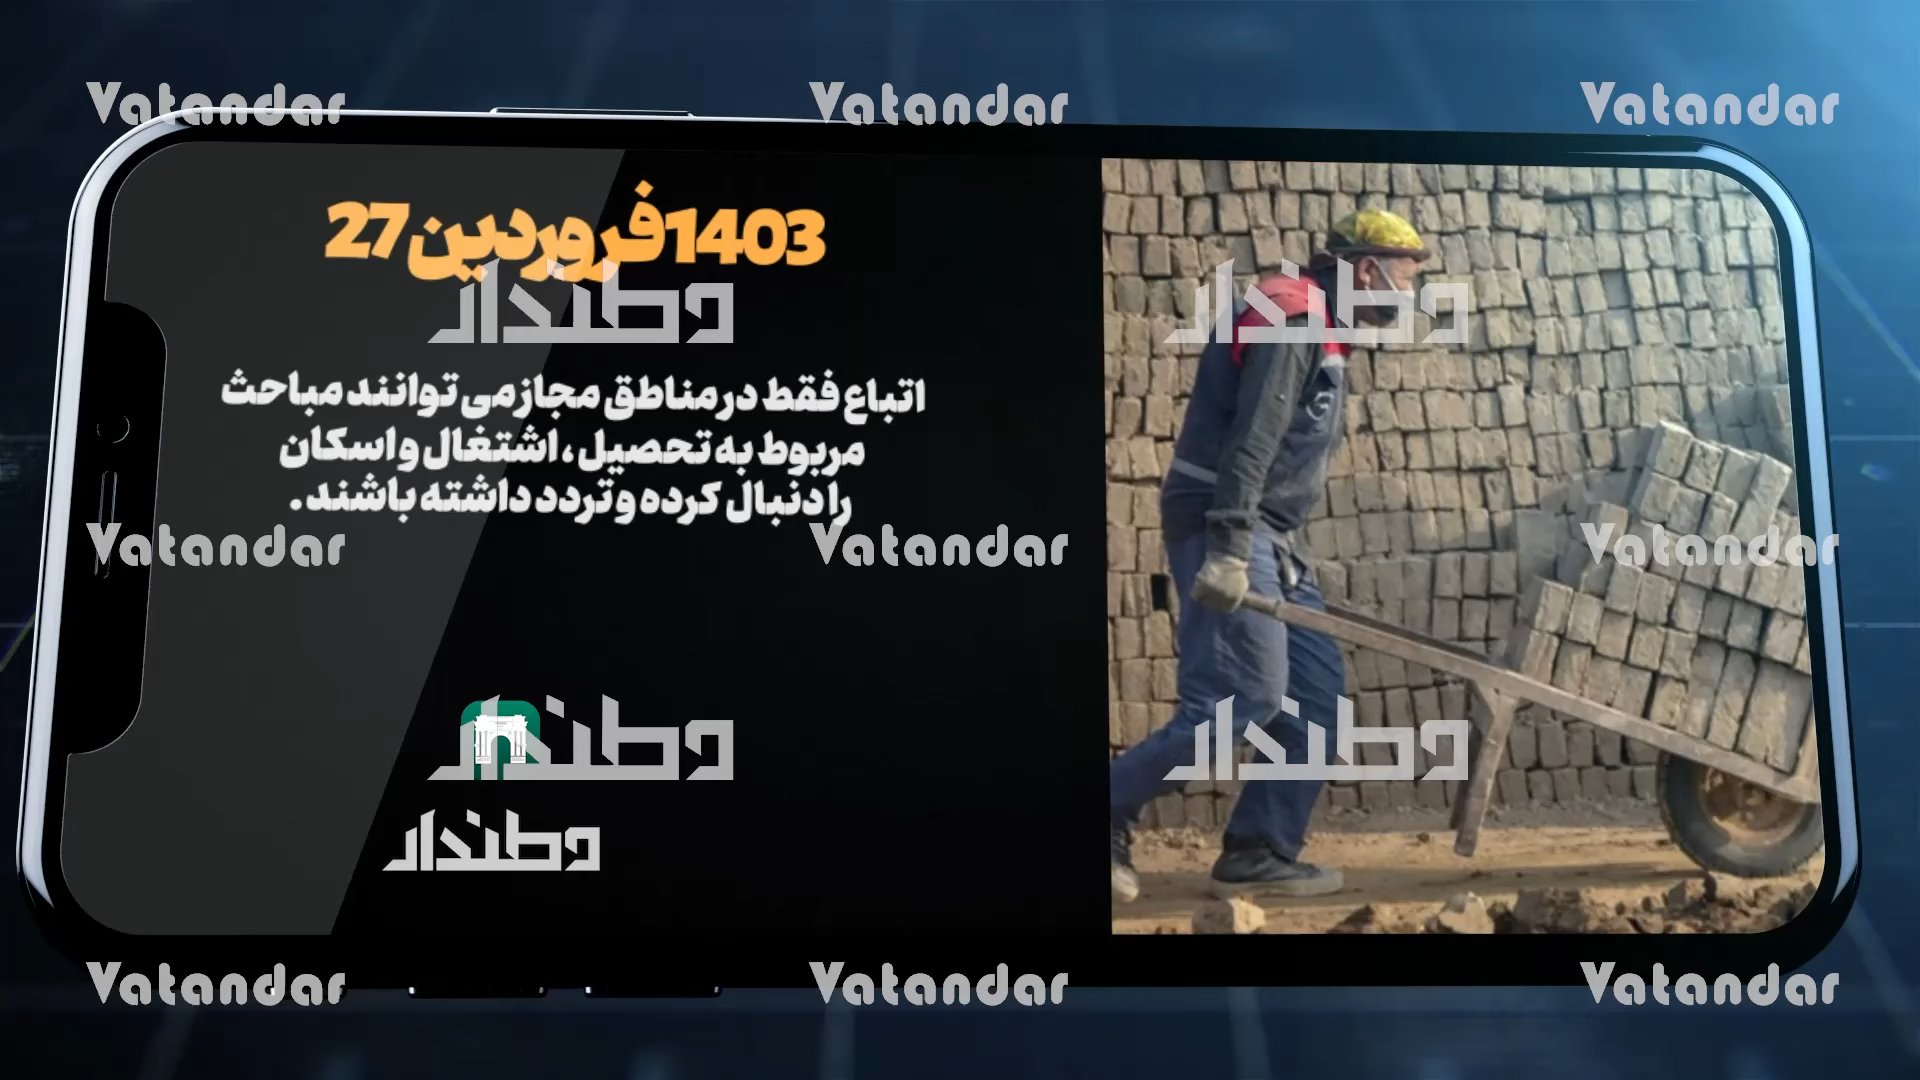 Vatandar Vatandar Vatandar
27 فروردین 1403
وطندار وطندار
اتباع فقط در مناطق مجاز می توانند مباحث
مربوط به تحصیل، اشتغال و اسکان
را دنبال کرده و تردد داشته باشند.
Vatandar Vatandar Vatandar
وطندار وطندار
وطندار
Vatandar Vatandar Vatandar